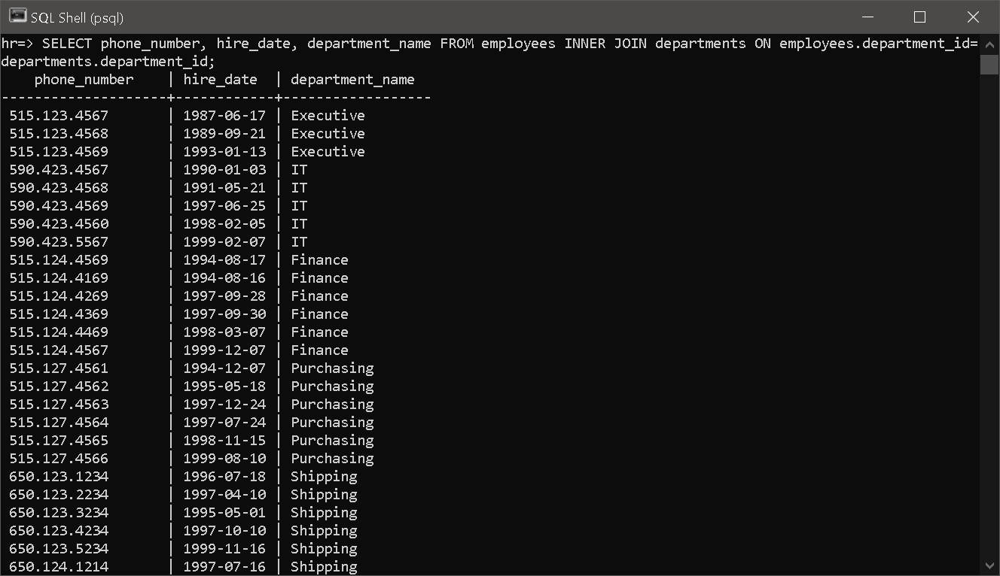 SQL Shell (psql)
hr=> SELECT phone_number, hire_date, department_name FROM employees INNER JOIN departments ON employees.department_id=
departments.department_id;
    phone_number    | hire_date  | department_name
--------------------+------------+------------------
 515.123.4567       | 1987-06-17 | Executive
 515.123.4568       | 1989-09-21 | Executive
 515.123.4569       | 1993-01-13 | Executive
 590.423.4567       | 1990-01-03 | IT
 590.423.4568       | 1991-05-21 | IT
 590.423.4569       | 1997-06-25 | IT
 590.423.4560       | 1998-02-05 | IT
 590.423.5567       | 1999-02-07 | IT
 515.124.4569       | 1994-08-17 | Finance
 515.124.4169       | 1994-08-16 | Finance
 515.124.4269       | 1997-09-28 | Finance
 515.124.4369       | 1997-09-30 | Finance
 515.124.4469       | 1998-03-07 | Finance
 515.124.4567       | 1999-12-07 | Finance
 515.127.4561       | 1994-12-07 | Purchasing
 515.127.4562       | 1995-05-18 | Purchasing
 515.127.4563       | 1997-12-24 | Purchasing
 515.127.4564       | 1997-07-24 | Purchasing
 515.127.4565       | 1998-11-15 | Purchasing
 515.127.4566       | 1999-08-10 | Purchasing
 650.123.1234       | 1996-07-18 | Shipping
 650.123.2234       | 1997-04-10 | Shipping
 650.123.3234       | 1995-05-01 | Shipping
 650.123.4234       | 1997-10-10 | Shipping
 650.123.5234       | 1999-11-16 | Shipping
 650.124.1214       | 1997-07-16 | Shipping